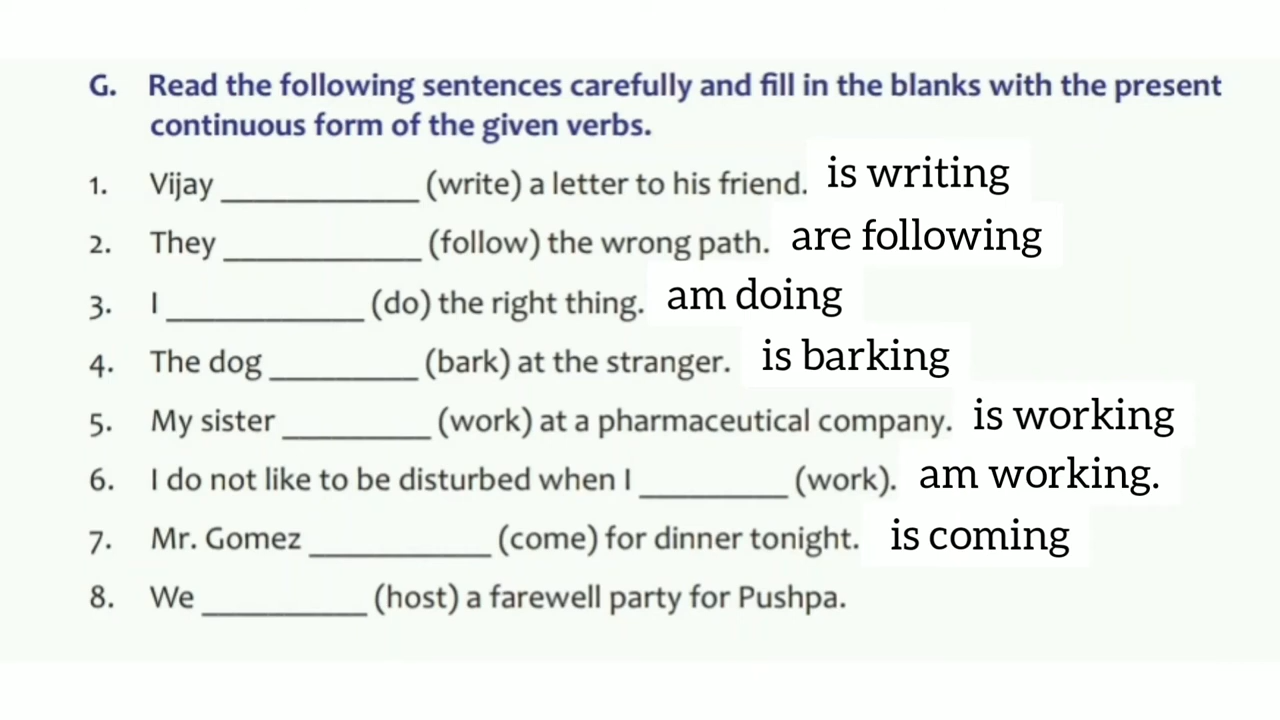 G. Read the following sentences carefully and fill in the blanks with the present
continuous form of the given verbs.
1. Vijay ____________ (write) a letter to his friend. is writing
2. They ____________ (follow) the wrong path. are following
3. I ____________ (do) the right thing. am doing
4. The dog _________ (bark) at the stranger. is barking
5. My sister _________ (work) at a pharmaceutical company. is working
6. I do not like to be disturbed when I _________ (work). am working.
7. Mr. Gomez ___________ (come) for dinner tonight. is coming
8. We __________ (host) a farewell party for Pushpa.